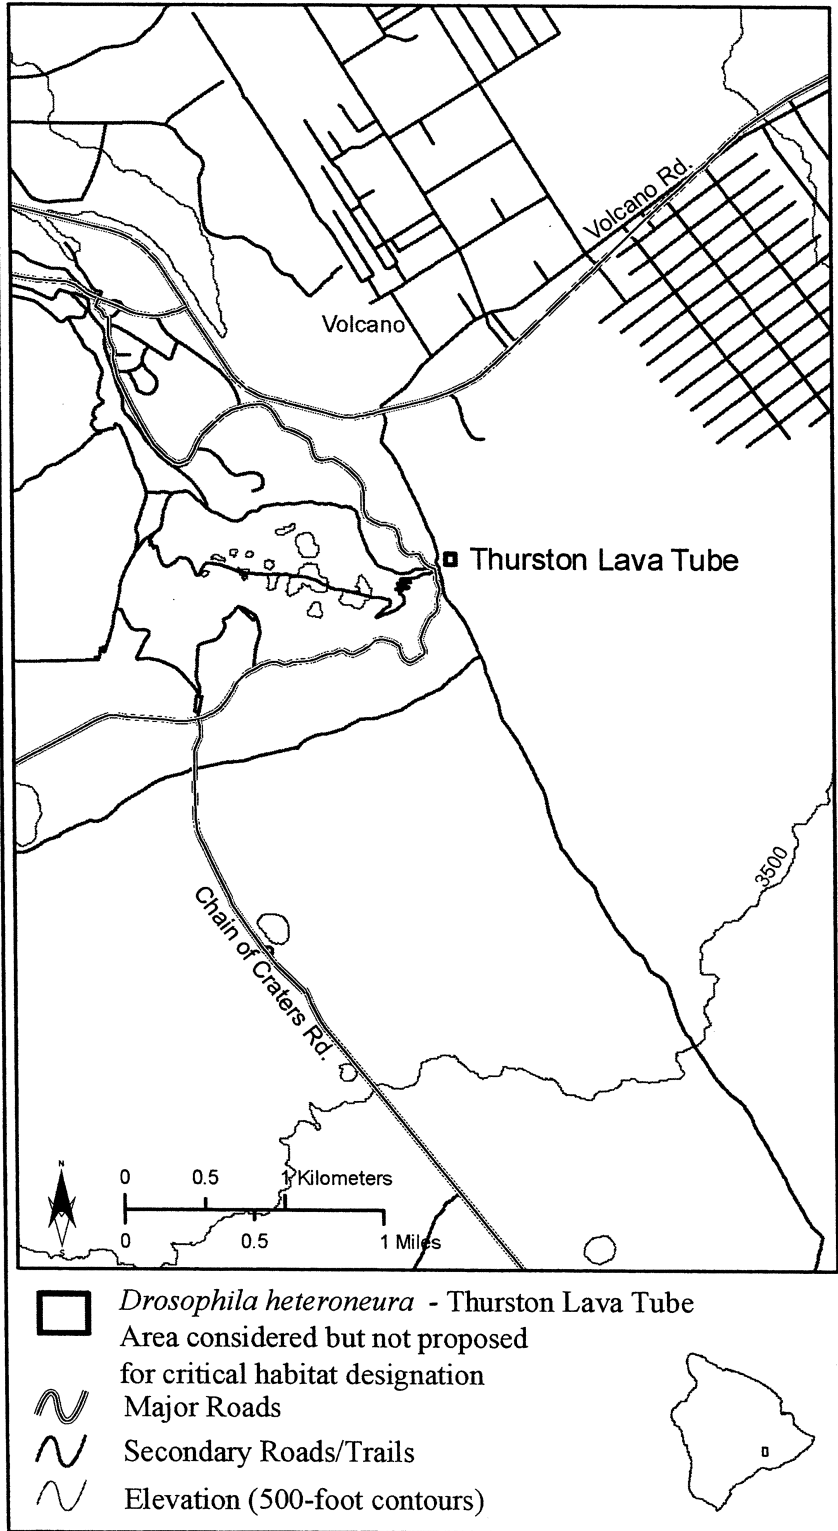 Volcano Rd.
Volcano
Thurston Lava Tube
3500
Chain of Craters Rd.
N
0 0.5 1 Kilometers
0 0.5 1 Miles
S
Drosophila heteroneura - Thurston Lava Tube
Area considered but not proposed
for critical habitat designation
Major Roads
Secondary Roads/Trails
Elevation (500-foot contours)